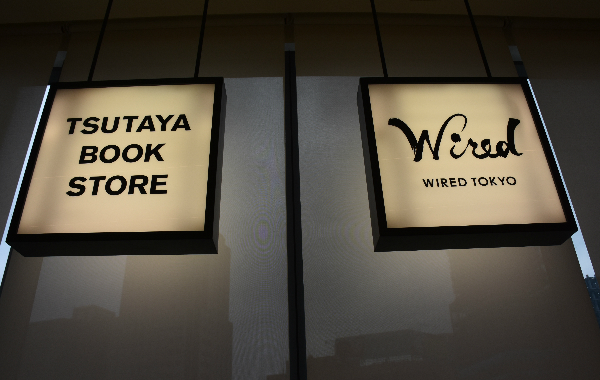 TSUTAYA
BOOK
STORE
Wired
WIRED TOKYO